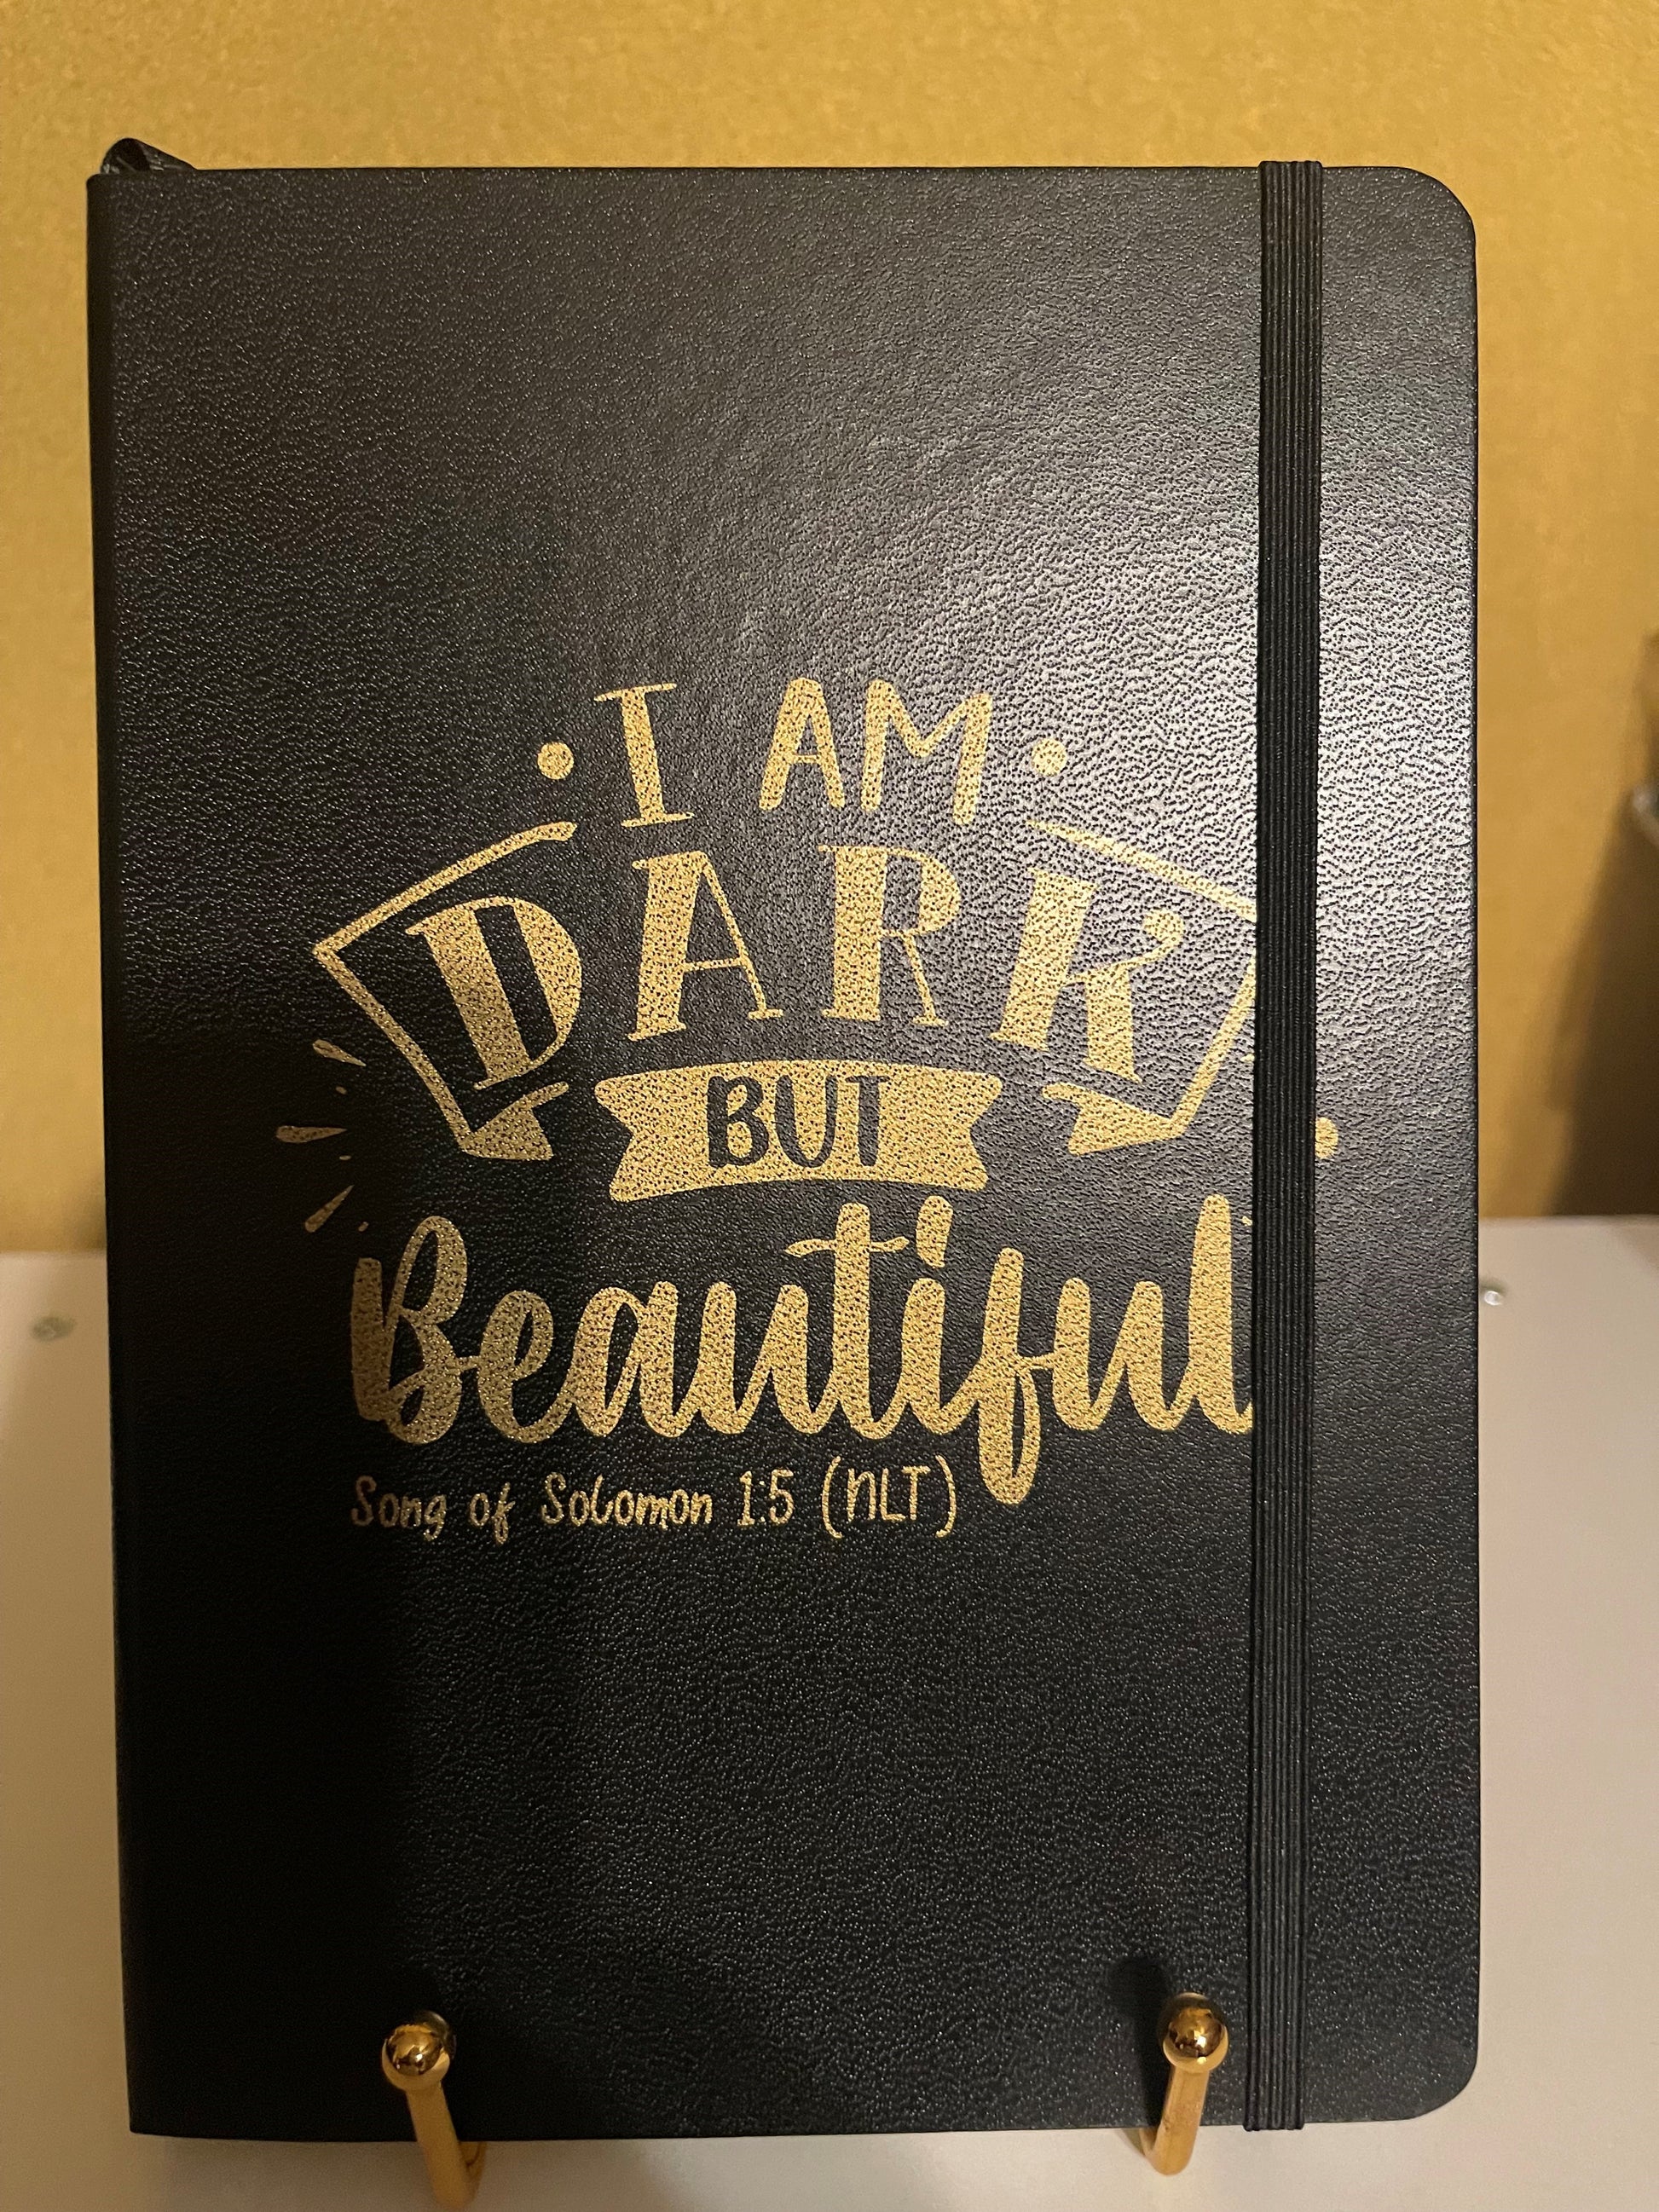 I AM
DARK
BUT
Beautiful
Song of Solomon 1:5 (NLT)